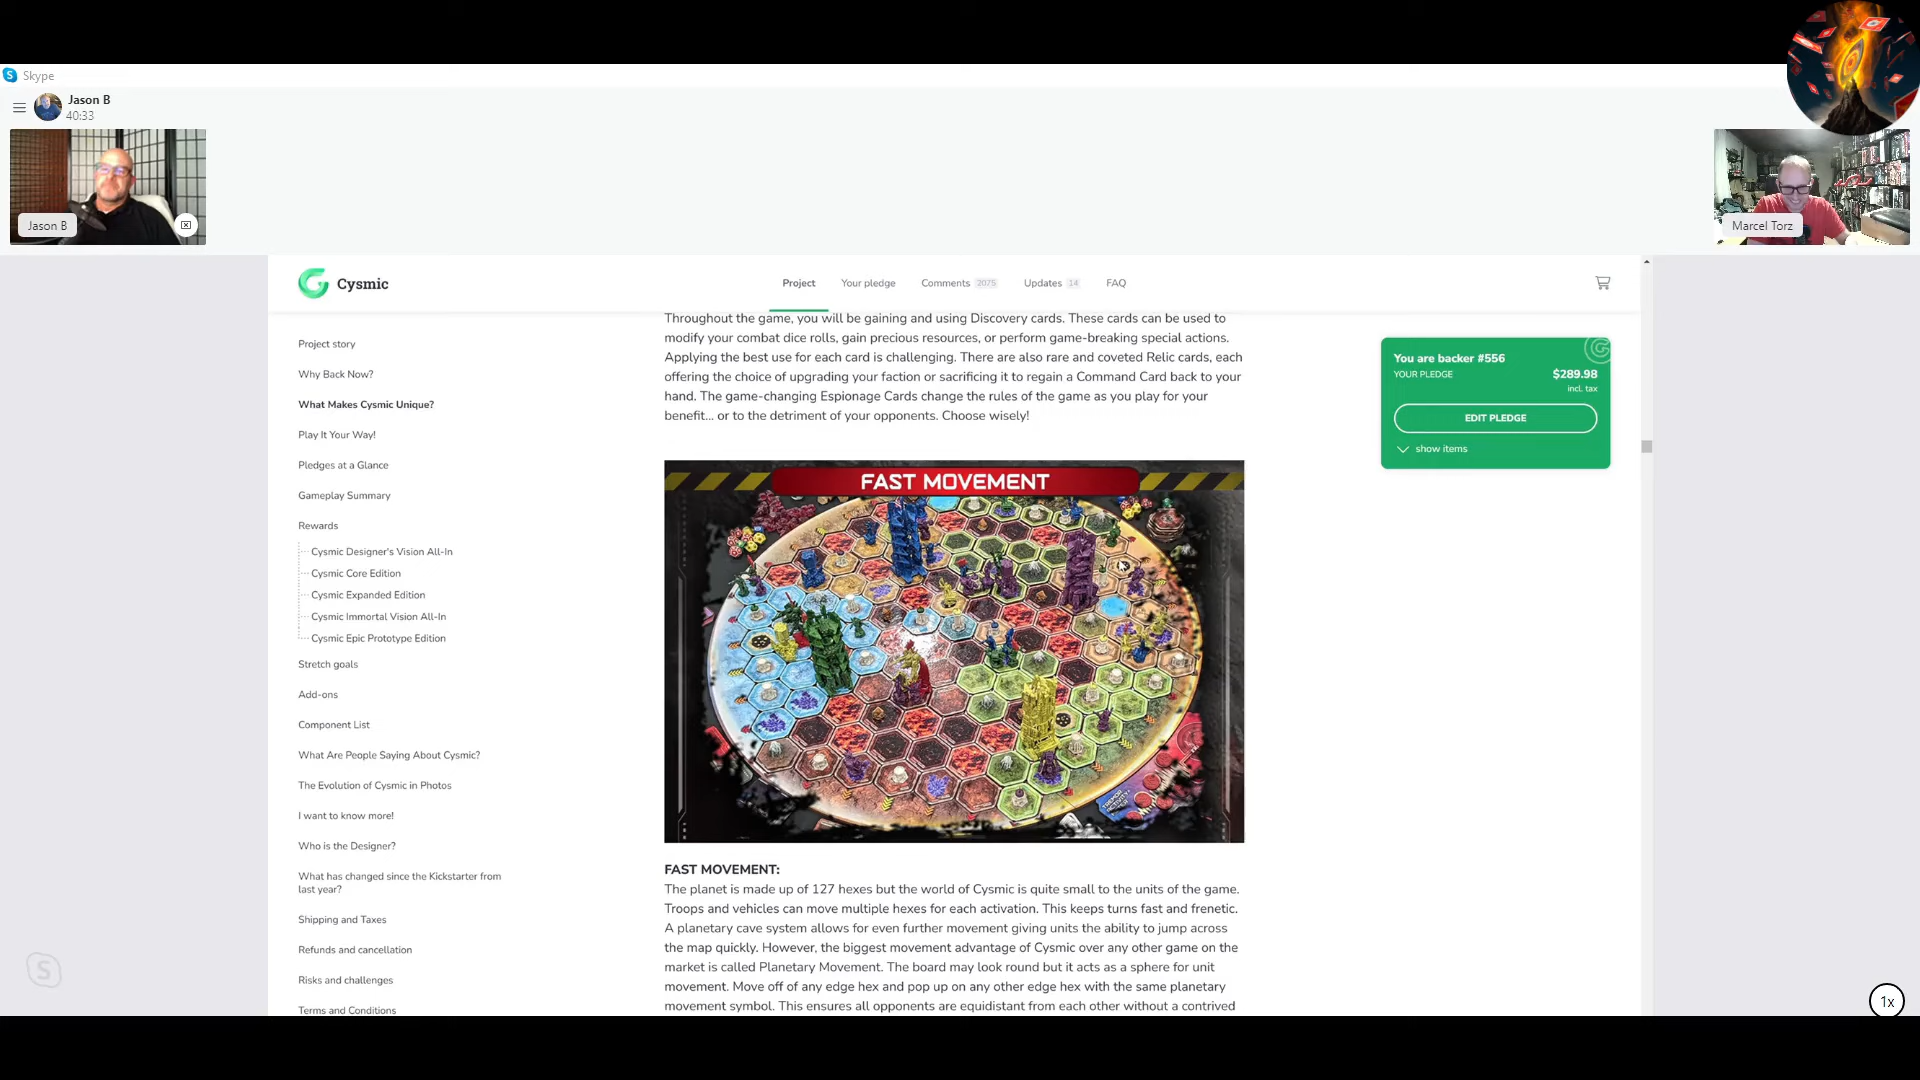 Skype
Jason B
40:33
Jason B
Marcel Torz
Cysmic
Project
Your pledge
Comments 2075
Updates 14
FAQ
Project story
Why Back Now?
What Makes Cysmic Unique?
Play It Your Way!
Pledges at a Glance
Gameplay Summary
Rewards
Cysmic Designer's Vision All-In
Cysmic Core Edition
Cysmic Expanded Edition
Cysmic Immortal Vision All-In
Cysmic Epic Prototype Edition
Stretch goals
Add-ons
Component List
What Are People Saying About Cysmic?
The Evolution of Cysmic in Photos
I want to know more!
Who is the Designer?
What has changed since the Kickstarter from
last year?
Shipping and Taxes
Refunds and cancellation
Risks and challenges
Terms and Conditions
Throughout the game, you will be gaining and using Discovery cards. These cards can be used to
modify your combat dice rolls, gain precious resources, or perform game-breaking special actions.
Applying the best use for each card is challenging. There are also rare and coveted Relic cards, each
offering the choice of upgrading your faction or sacrificing it to regain a Command Card back to your
hand. The game-changing Espionage Cards change the rules of the game as you play for your
benefit... or to the detriment of your opponents. Choose wisely!
FAST MOVEMENT
FAST MOVEMENT:
The planet is made up of 127 hexes but the world of Cysmic is quite small to the units of the game.
Troops and vehicles can move multiple hexes for each activation. This keeps turns fast and frenetic.
A planetary cave system allows for even further movement giving units the ability to jump across
the map quickly. However, the biggest movement advantage of Cysmic over any other game on the
market is called Planetary Movement. The board may look round but it acts as a sphere for unit
movement. Move off of any edge hex and pop up on any other edge hex with the same planetary
movement symbol. This ensures all opponents are equidistant from each other without a contrived
You are backer #556
YOUR PLEDGE
$289.98
incl. tax
EDIT PLEDGE
show items
1x